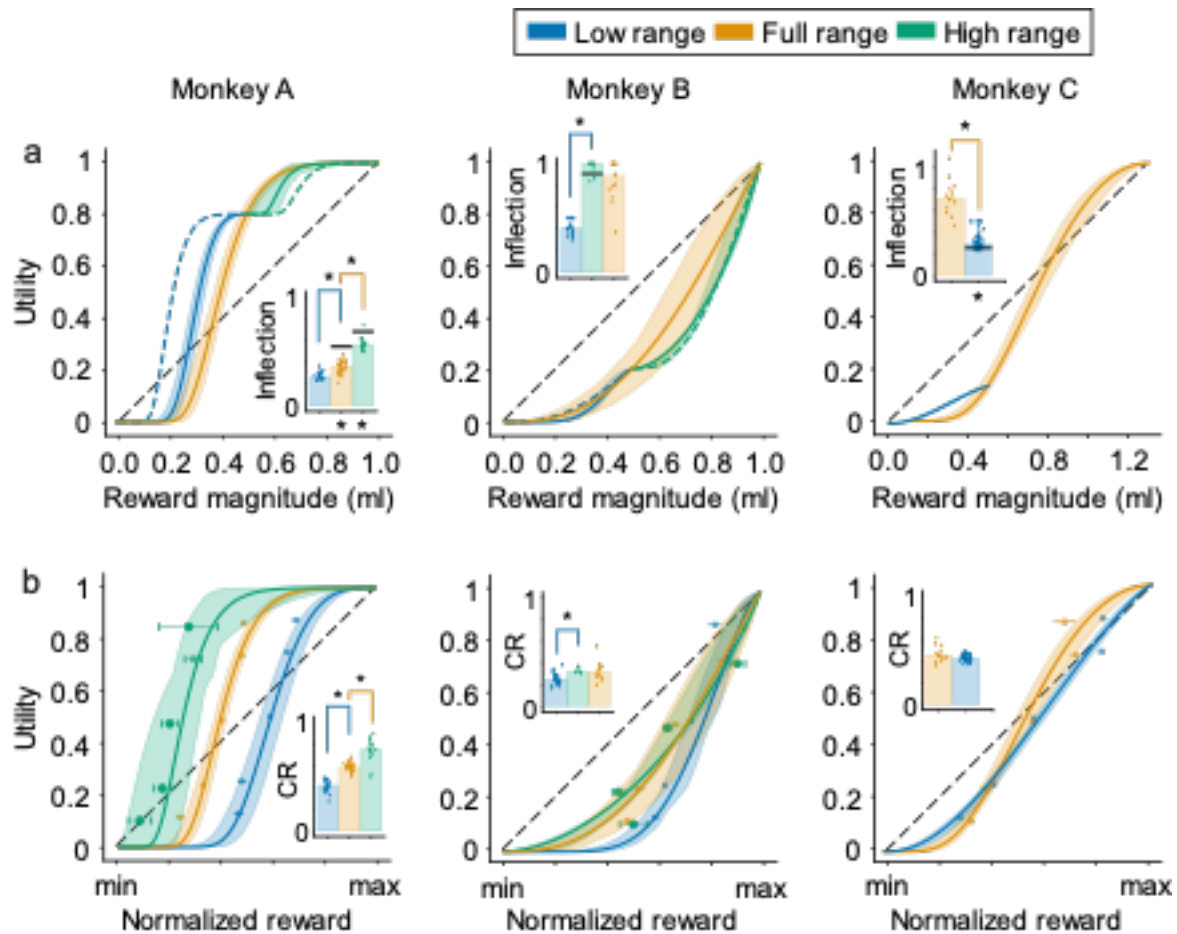 Low range Full range High range
Monkey A Monkey B Monkey C
a
Utility
1
0.8
0.6
0.4
0.2
0
0.0 0.2 0.4 0.6 0.8 1.0
Reward magnitude (ml)
Inflection
1
0
*
*
* *
0.0 0.2 0.4 0.6 0.8 1.0
Reward magnitude (ml)
1
0.8
0.6
0.4
0.2
0
Inflection
1
0
*
0.0 0.4 0.8 1.2
Reward magnitude (ml)
1
0.8
0.6
0.4
0.2
0
Inflection
1
0
*
*
b
Utility
1
0.8
0.6
0.4
0.2
0
min max
Normalized reward
CR
1
0
*
*
1
0.8
0.6
0.4
0.2
0
min max
Normalized reward
CR
1
0
*
1
0.8
0.6
0.4
0.2
0
min max
Normalized reward
CR
1
0